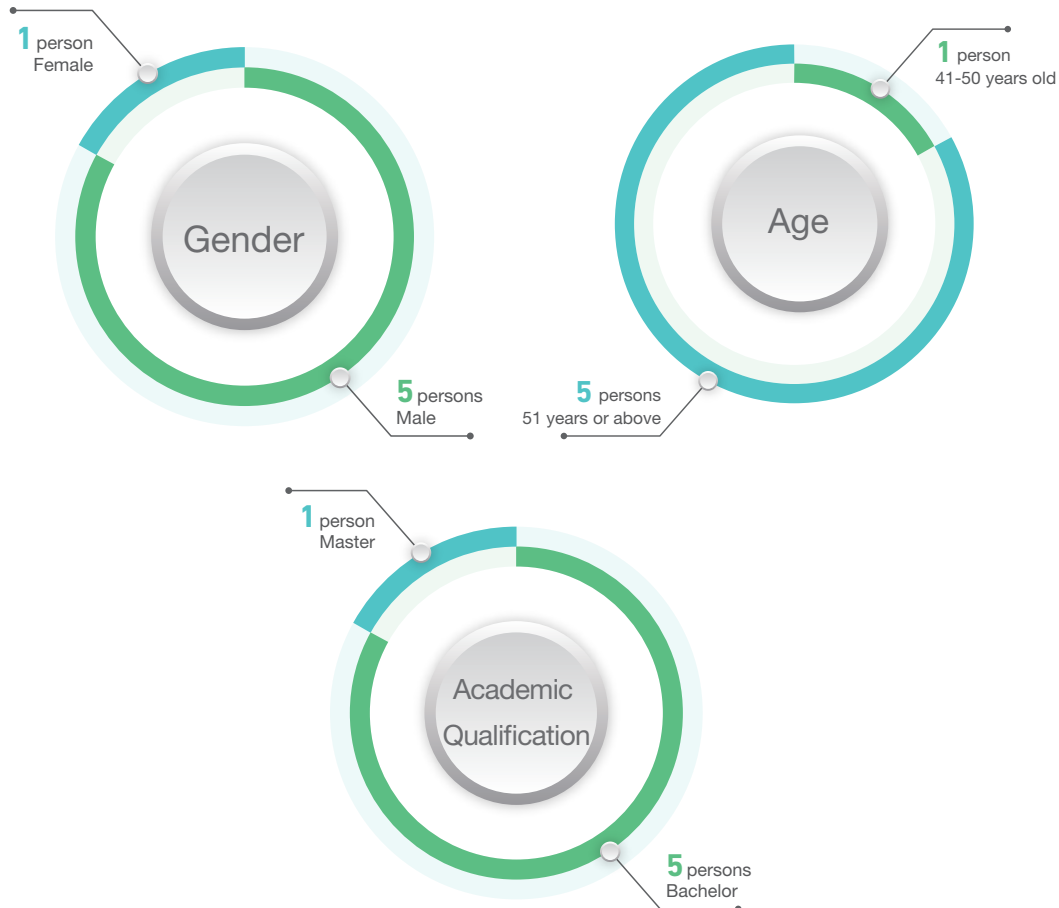 1 person
Female
Gender
5 persons
Male
1 person
41-50 years old
Age
5 persons
51 years or above
1 person
Master
Academic
Qualification
5 persons
Bachelor